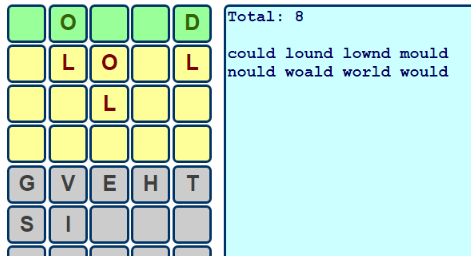 O D
L O L
L
G V E H T
S I
Total: 8
could lound lownd mould
nould woald world would